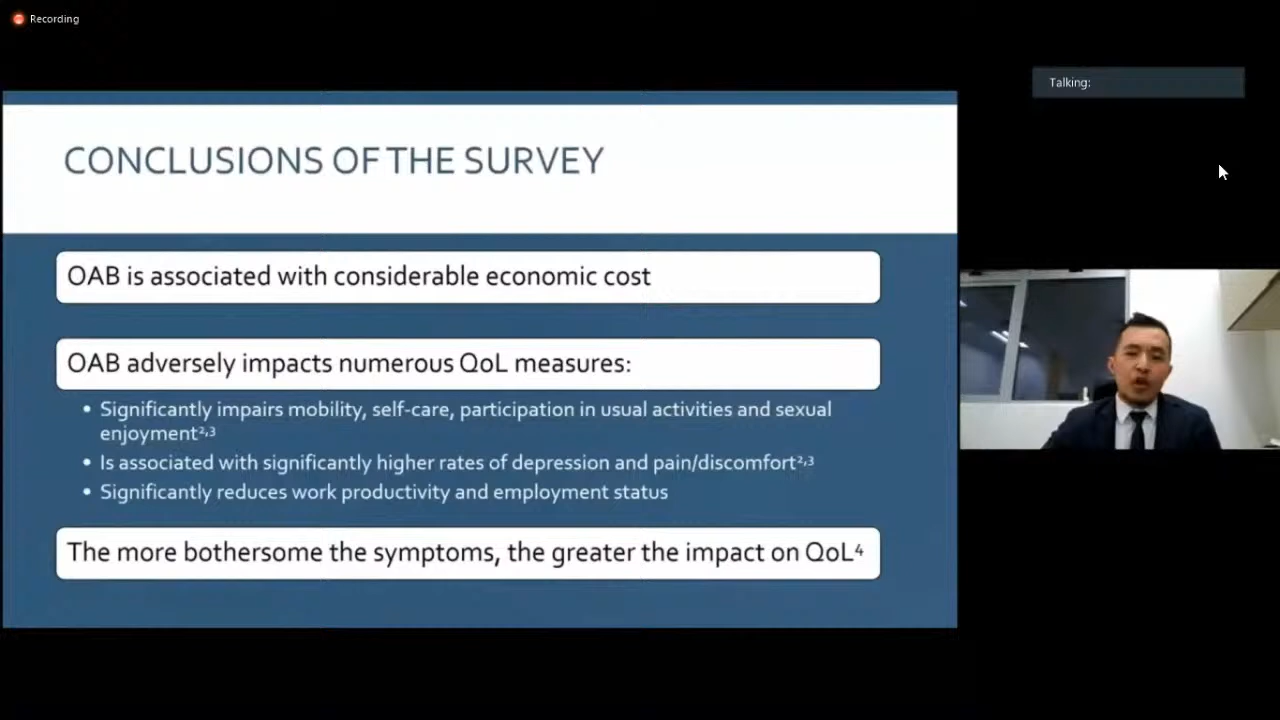 Recording
Talking:
CONCLUSIONS OF THE SURVEY
OAB is associated with considerable economic cost
OAB adversely impacts numerous QoL measures:
• Significantly impairs mobility, self-care, participation in usual activities and sexual
enjoyment²,³
• Is associated with significantly higher rates of depression and pain/discomfort²,³
• Significantly reduces work productivity and employment status
The more bothersome the symptoms, the greater the impact on QoL⁴